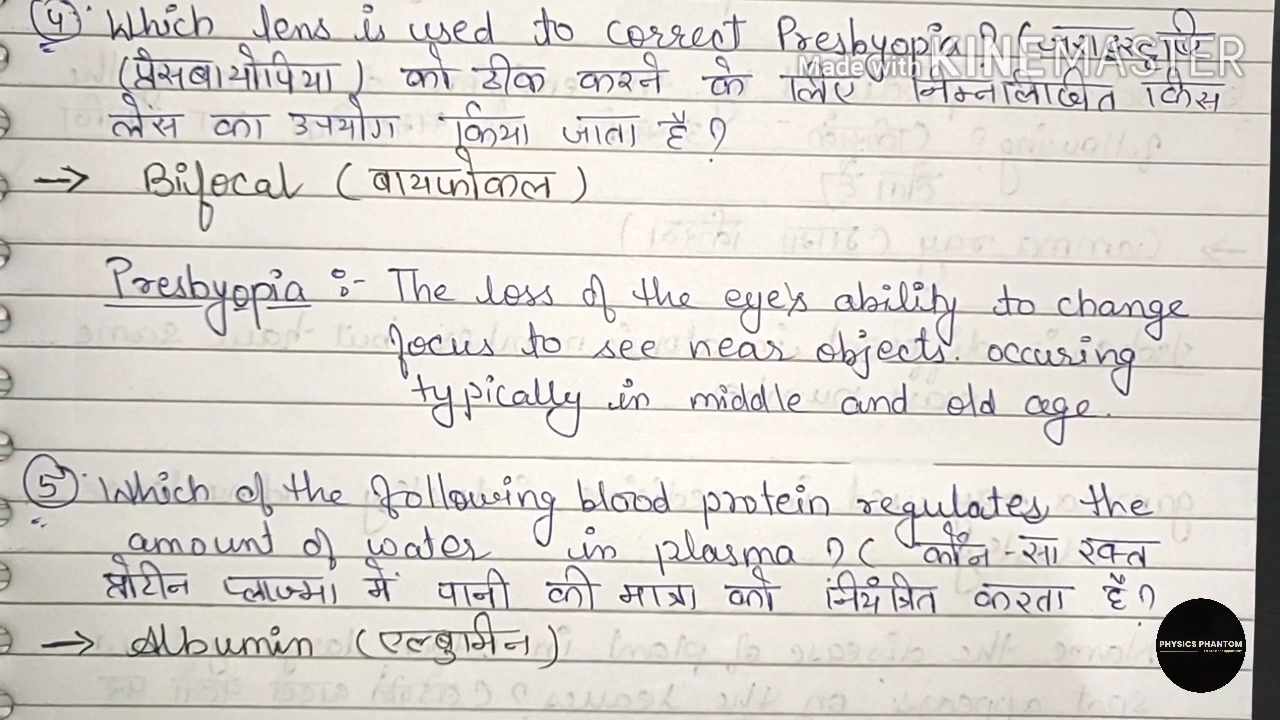 4 Which lens is used to correct Presbyopia? (जरादूरदृष्टि
Made with KINEMASTER
(प्रेसबायोपिया) को ठीक करने के लिए निम्नलिखित किस
लेंस का उपयोग किया जाता है?
→ Bifocal (बायफोकल)
Presbyopia :- The loss of the eye's ability to change
focus to see near objects. occuring
typically in middle and old age.
5 Which of the following blood protein regulates the
amount of water in plasma ? ( कौन-सा रक्त
प्रोटीन प्लाज्मा में पानी की मात्रा को नियंत्रित करता है?
→ Albumin (एल्बुमिन)
PHYSICS PHANTOM